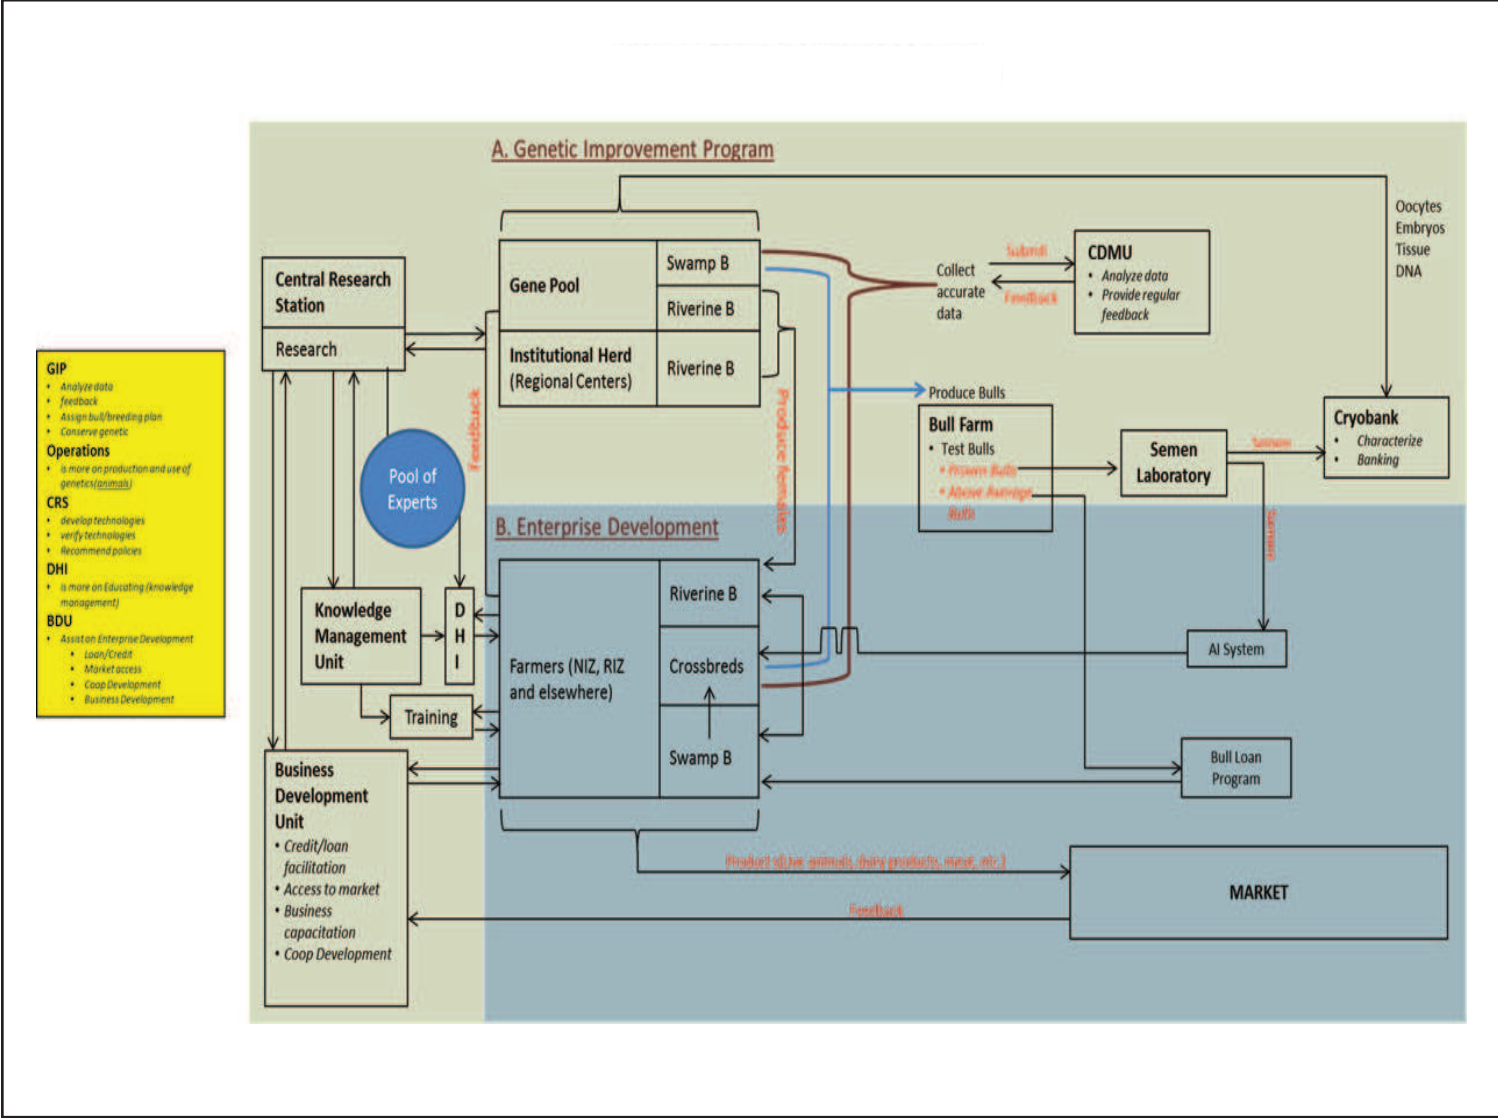 A. Genetic Improvement Program
Oocytes
Embryos
Tissue
DNA
Central Research
Station
Research
Gene Pool
Swamp B
Riverine B
Institutional Herd
(Regional Centers)
Riverine B
Collect
accurate
data
Submit
Feedback
CDMU
• Analyze data
• Provide regular
feedback
GIP
• Analyze data
• feedback
• Assign bull/breeding plan
• Conserve genetic
Operations
• is more on production and use of
genetics(animals)
CRS
• develop technologies
• verify technologies
• Recommend policies
DHI
• is more on Educating (knowledge
management)
BDU
• Assist on Enterprise Development
• Loan/Credit
• Market access
• Coop Development
• Business Development
Feedback
Produce females
Produce Bulls
Bull Farm
• Test Bulls
• Proven Bulls
• Above Average
Bulls
Semen
Laboratory
Semen
Semen
Cryobank
• Characterize
• Banking
Pool of
Experts
B. Enterprise Development
Knowledge
Management
Unit
D
H
I
Training
Farmers (NIZ, RIZ
and elsewhere)
Riverine B
Crossbreds
Swamp B
AI System
Bull Loan
Program
Business
Development
Unit
• Credit/loan
facilitation
• Access to market
• Business
capacitation
• Coop Development
Product (Live animals, dairy products, meat, etc.)
Feedback
MARKET